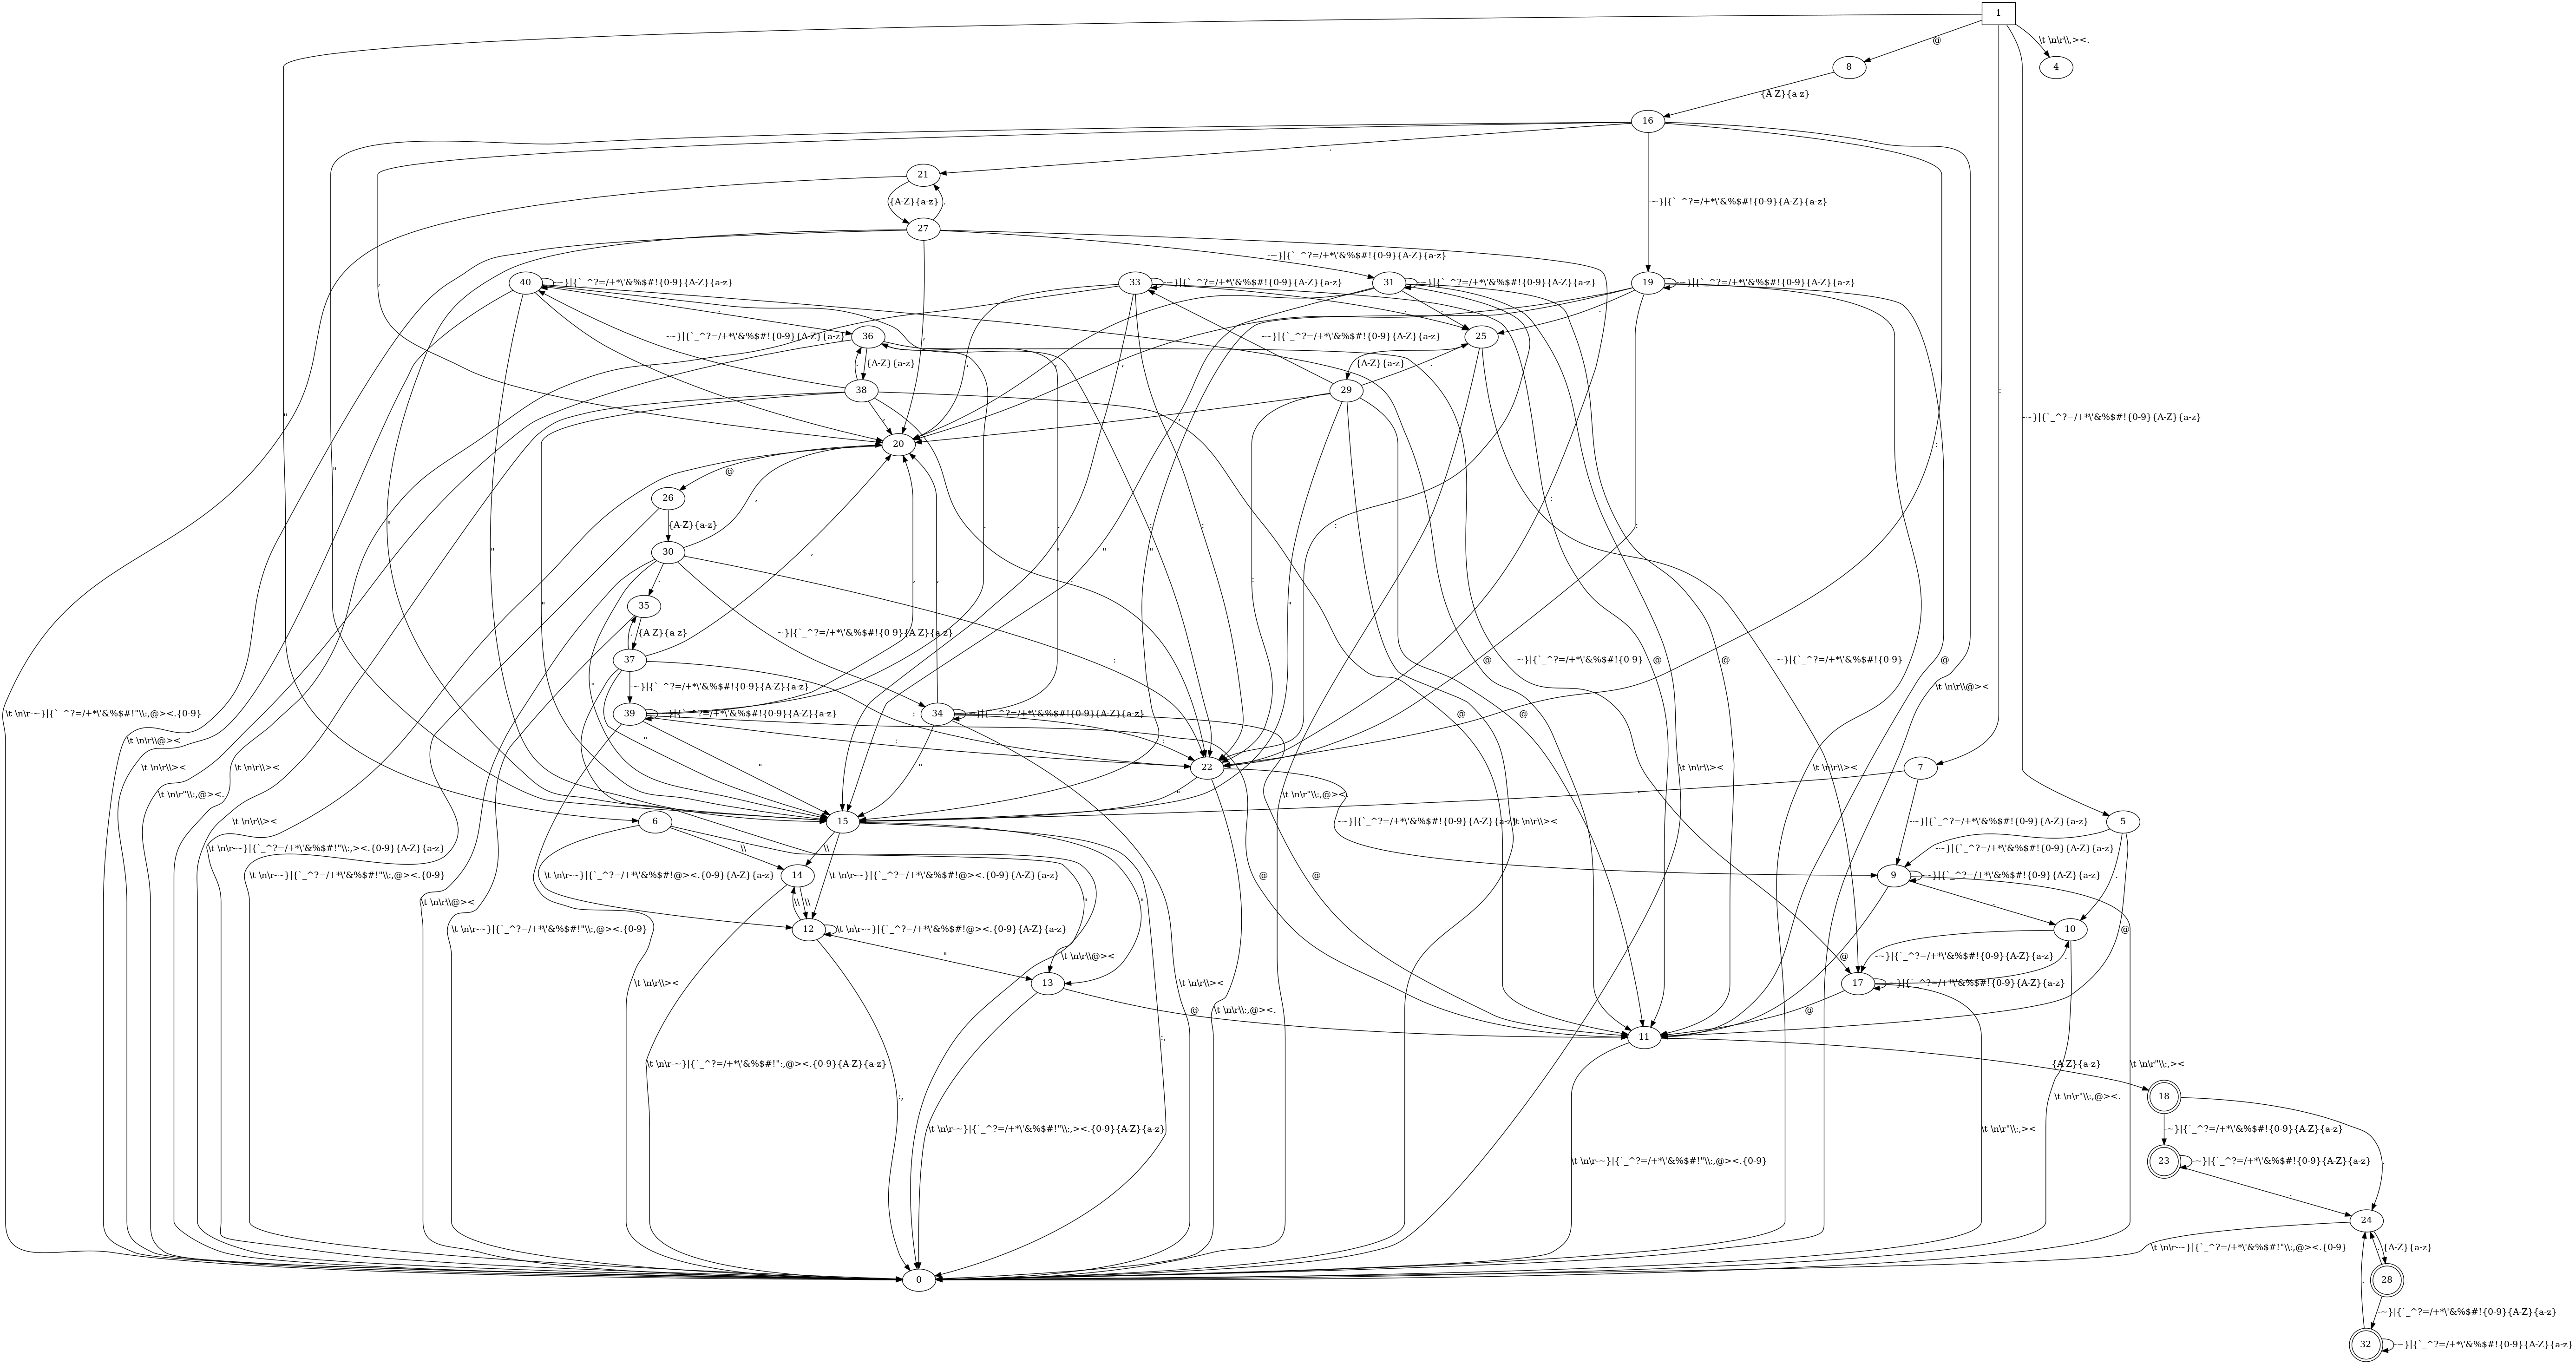 1
@
\t \n\r\\,><.
8
4
{A-Z}{a-z}
16
.
21
-~}|{`_^?=/+*\'&%$#!{0-9}{A-Z}{a-z}
{A-Z}{a-z}
.
27
-~}|{`_^?=/+*\'&%$#!{0-9}{A-Z}{a-z}
40
-~}|{`_^?=/+*\'&%$#!{0-9}{A-Z}{a-z}
33
-~}|{`_^?=/+*\'&%$#!{0-9}{A-Z}{a-z}
31
-~}|{`_^?=/+*\'&%$#!{0-9}{A-Z}{a-z}
19
-~}|{`_^?=/+*\'&%$#!{0-9}{A-Z}{a-z}
,
.
.
.
.
-~}|{`_^?=/+*\'&%$#!{0-9}{A-Z}{a-z}
36
,
-~}|{`_^?=/+*\'&%$#!{0-9}{A-Z}{a-z}
25
,
.
{A-Z}{a-z}
,
,
,
{A-Z}{a-z}
.
38
29
:
"
,
,
-~}|{`_^?=/+*\'&%$#!{0-9}{A-Z}{a-z}
20
:
"
@
26
:
"
{A-Z}{a-z}
.
.
:
:
:
:
"
"
30
,
"
"
"
.
,
,
:
35
"
"
.
{A-Z}{a-z}
,
-~}|{`_^?=/+*\'&%$#!{0-9}{A-Z}{a-z}
37
:
@
-~}|{`_^?=/+*\'&%$#!{0-9}
@
@
-~}|{`_^?=/+*\'&%$#!{0-9}
@
"
-~}|{`_^?=/+*\'&%$#!{0-9}{A-Z}{a-z}
\t \n\r\\@><
\t \n\r-~}|{`_^?=/+*\'&%$#!"\\:,@><.{0-9}
39
-~}|{`_^?=/+*\'&%$#!{0-9}{A-Z}{a-z}
34
-~}|{`_^?=/+*\'&%$#!{0-9}{A-Z}{a-z}
:
@
@
\t \n\r\\@><
"
:
:
22
7
\t \n\r\\><
\t \n\r\\><
"
"
\t \n\r\\><
\t \n\r\\><
\t \n\r"\\:,@><.
"
"
\t \n\r"\\:,@><.
\t \n\r\\><
6
15
-~}|{`_^?=/+*\'&%$#!{0-9}{A-Z}{a-z}
\t \n\r\\><
-~}|{`_^?=/+*\'&%$#!{0-9}{A-Z}{a-z}
5
\t \n\r-~}|{`_^?=/+*\'&%$#!"\\:,><.{0-9}{A-Z}{a-z}
\\
\\
-~}|{`_^?=/+*\'&%$#!{0-9}{A-Z}{a-z}
\t \n\r-~}|{`_^?=/+*\'&%$#!"\\:,@><.{0-9}
\t \n\r-~}|{`_^?=/+*\'&%$#!@><.{0-9}{A-Z}{a-z}
14
\t \n\r-~}|{`_^?=/+*\'&%$#!@><.{0-9}{A-Z}{a-z}
@
@
9
-~}|{`_^?=/+*\'&%$#!{0-9}{A-Z}{a-z}
.
\t \n\r\\@><
\\
\\
"
"
.
\t \n\r-~}|{`_^?=/+*\'&%$#!"\\:,@><.{0-9}
12
\t \n\r-~}|{`_^?=/+*\'&%$#!@><.{0-9}{A-Z}{a-z}
10
@
"
\t \n\r\\@><
@
-~}|{`_^?=/+*\'&%$#!{0-9}{A-Z}{a-z}
.
\t \n\r\\><
13
\t \n\r\\><
17
-~}|{`_^?=/+*\'&%$#!{0-9}{A-Z}{a-z}
@
\t \n\r\\:,@><.
@
11
:,
\t \n\r-~}|{`_^?=/+*\'&%$#!":,@><.{0-9}{A-Z}{a-z}
{A-Z}{a-z}
\t \n\r"\\:,><
:,
\t \n\r"\\:,@><.
18
\t \n\r-~}|{`_^?=/+*\'&%$#!"\\:,><.{0-9}{A-Z}{a-z}
\t \n\r"\\:,><
-~}|{`_^?=/+*\'&%$#!{0-9}{A-Z}{a-z}
\t \n\r-~}|{`_^?=/+*\'&%$#!"\\:,@><.{0-9}
23
-~}|{`_^?=/+*\'&%$#!{0-9}{A-Z}{a-z}
.
.
24
\t \n\r-~}|{`_^?=/+*\'&%$#!"\\:,@><.{0-9}
.
{A-Z}{a-z}
0
.
28
-~}|{`_^?=/+*\'&%$#!{0-9}{A-Z}{a-z}
32
-~}|{`_^?=/+*\'&%$#!{0-9}{A-Z}{a-z}